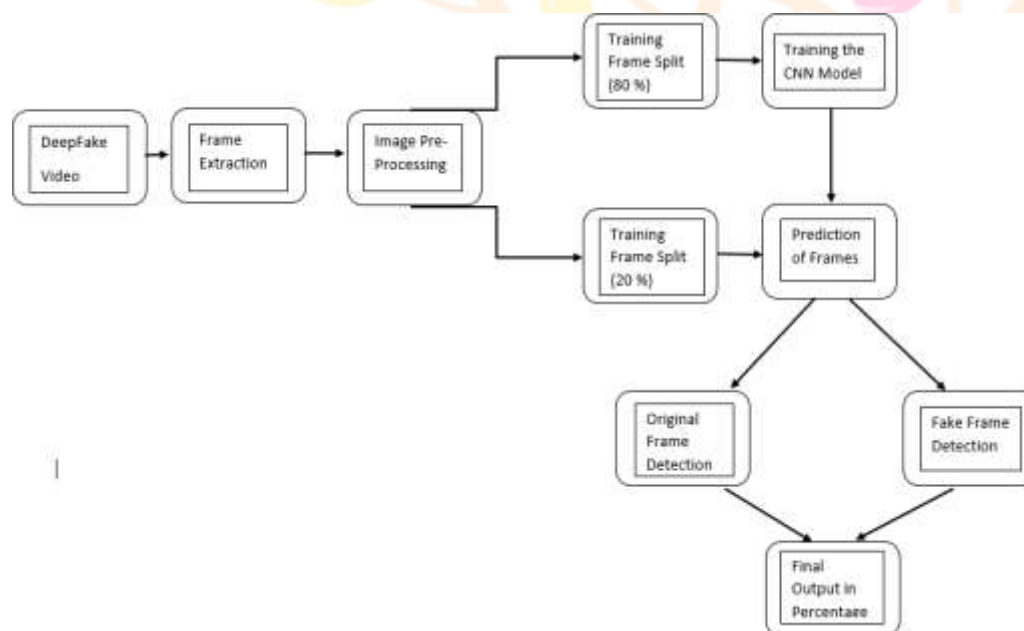 Training
Frame Split
(80 %)
Training the
CNN Model
DeepFake
Video
Frame
Extraction
Image Pre-
Processing
Training
Frame Split
(20 %)
Prediction
of Frames
Original
Frame
Detection
Fake Frame
Detection
Final
Output in
Percentage